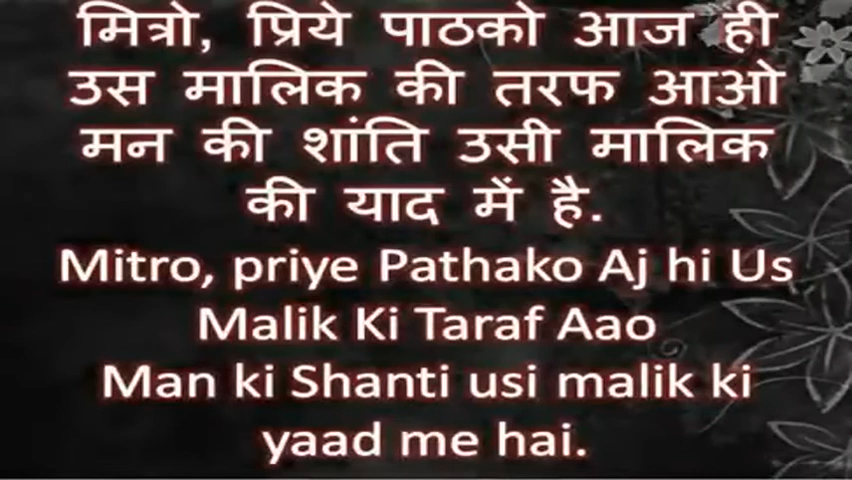 मित्रो, प्रिये पाठको आज ही
उस मालिक की तरफ आओ
मन की शांति उसी मालिक
की याद में है.
Mitro, priye Pathako Aj hi Us
Malik Ki Taraf Aao
Man ki Shanti usi malik ki
yaad me hai.